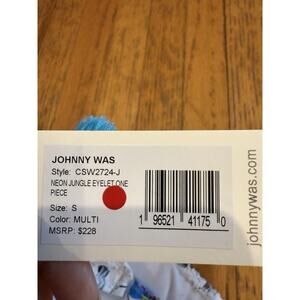 JOHNNY WAS
Style: CSW2724-J
NEON JUNGLE EYELET ONE
PIECE
Size: S
Color: MULTI
MSRP: $228
1 96521 41175 0
johnnywas.com